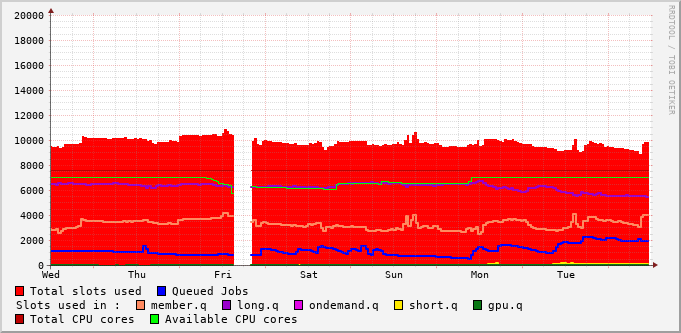 RRDTOOL / TOBI OETIKER
20000
18000
16000
14000
12000
10000
8000
6000
4000
2000
0
Wed Thu Fri Sat Sun Mon Tue
Total slots used Queued Jobs
Slots used in : member.q long.q ondemand.q short.q gpu.q
Total CPU cores Available CPU cores